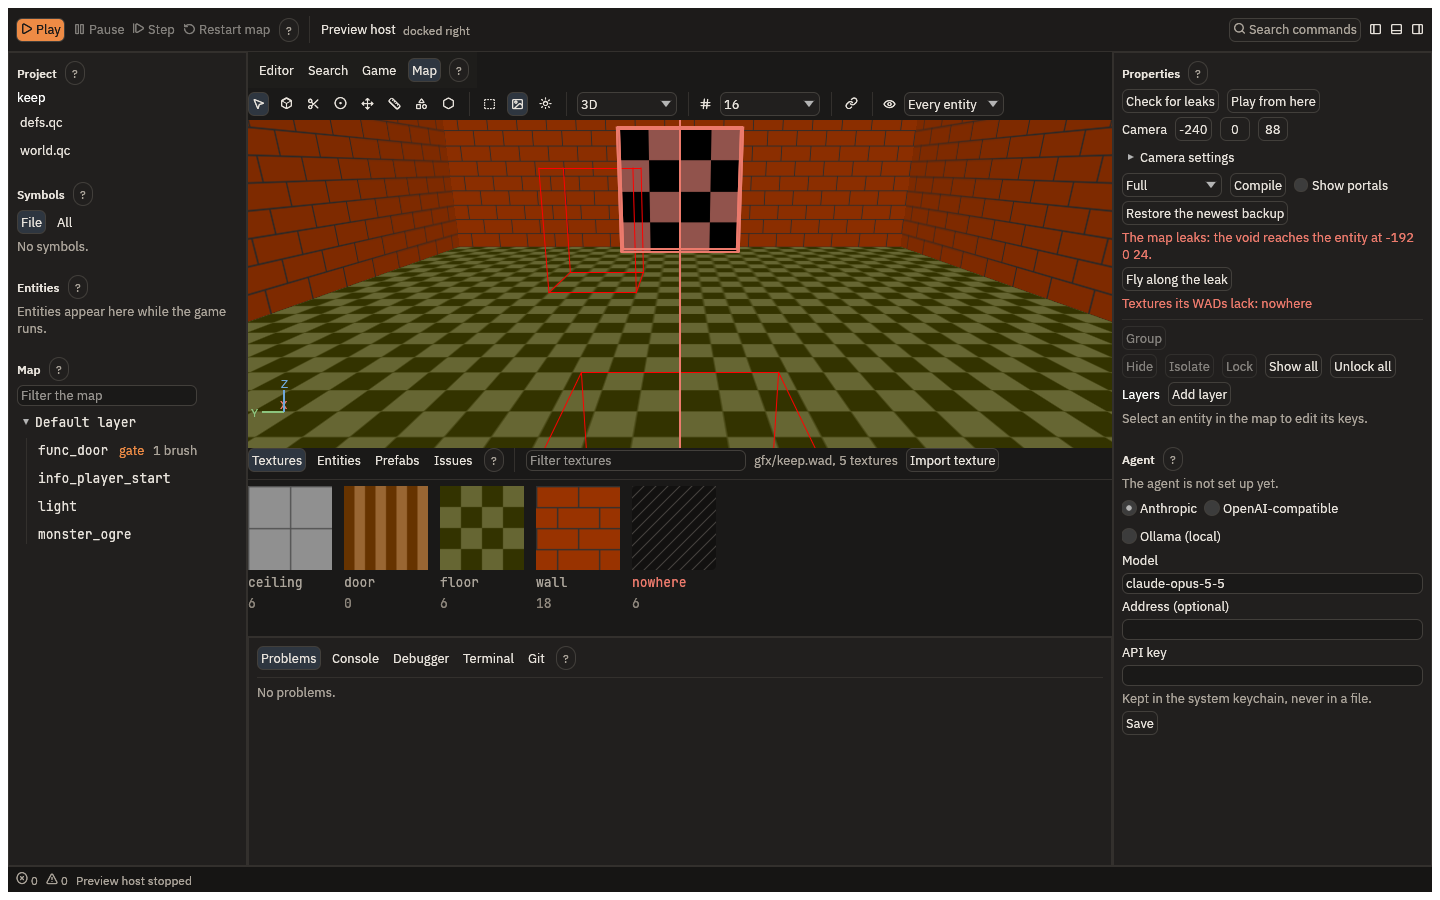 Play Pause Step Restart map ? Preview host docked right Search commands
Project ?
keep
defs.qc
world.qc
Symbols ?
File All
No symbols.
Entities ?
Entities appear here while the game
runs.
Map ?
Filter the map
Default layer
func_door gate 1 brush
info_player_start
light
monster_ogre
Editor Search Game Map ?
3D 16 Every entity
Z
Y X
Textures Entities Prefabs Issues ? Filter textures gfx/keep.wad, 5 textures Import texture
ceiling door floor wall nowhere
6 0 6 18 6
Problems Console Debugger Terminal Git ?
No problems.
Properties ?
Check for leaks Play from here
Camera -240 0 88
Camera settings
Full Compile Show portals
Restore the newest backup
The map leaks: the void reaches the entity at -192
0 24.
Fly along the leak
Textures its WADs lack: nowhere
Group
Hide Isolate Lock Show all Unlock all
Layers Add layer
Select an entity in the map to edit its keys.
Agent ?
The agent is not set up yet.
Anthropic OpenAI-compatible
Ollama (local)
Model
claude-opus-5-5
Address (optional)
API key
Kept in the system keychain, never in a file.
Save
0 0 Preview host stopped